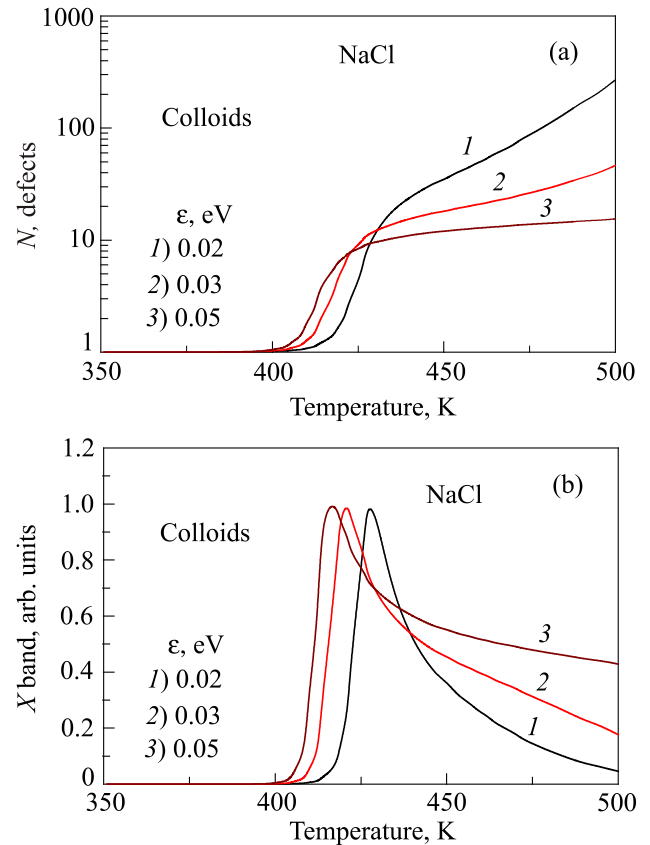 1000
NaCl
(a)
Colloids
100
1
2
N, defects
ε, eV
3
10
1) 0.02
2) 0.03
3) 0.05
1
350 400 450 500
Temperature, K
1.2
NaCl
(b)
1.0
Colloids
0.8
X band, arb. units
0.6
ε, eV
3
0.4
1) 0.02
2
2) 0.03
0.2
1
3) 0.05
0
350 400 450 500
Temperature, K